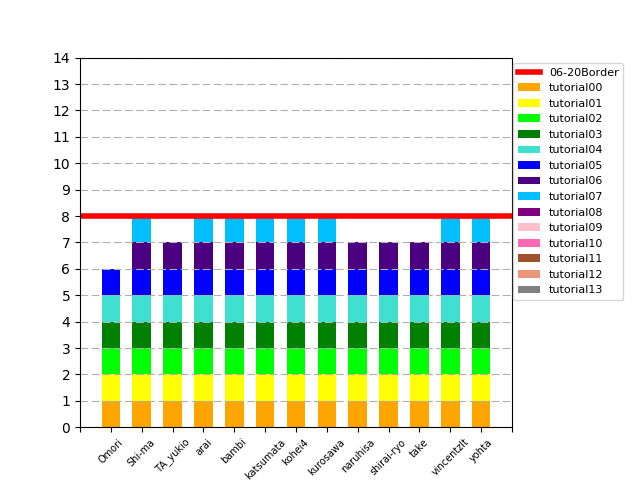 14
13
12
11
10
9
8
7
6
5
4
3
2
1
0
Omori
Shi-ma
TA_yukio
arai
bambi
katsumata
kohei4
kurosawa
naruhisa
shirai-ryo
take
vincentzlt
yohta
06-20Border
tutorial00
tutorial01
tutorial02
tutorial03
tutorial04
tutorial05
tutorial06
tutorial07
tutorial08
tutorial09
tutorial10
tutorial11
tutorial12
tutorial13